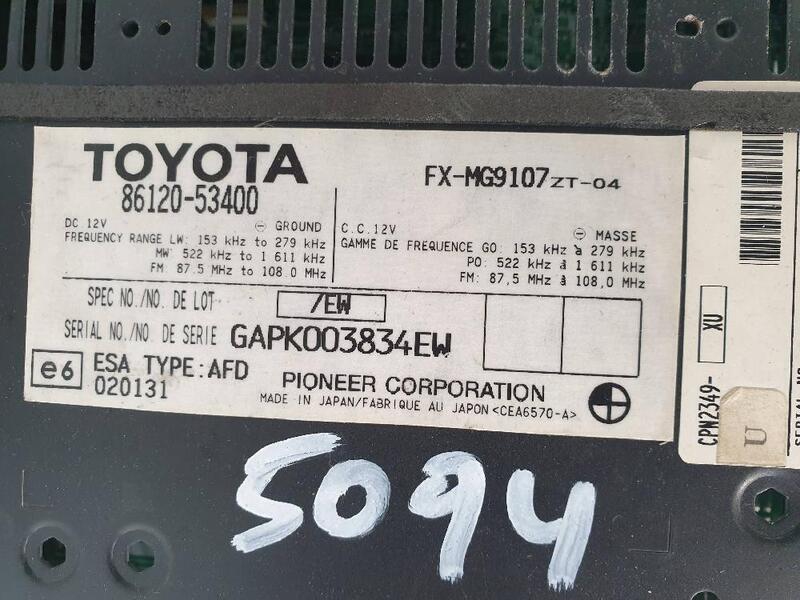 TOYOTA
86120-53400
FX-MG9107 ZT-04
DC 12V ⊖ GROUND
FREQUENCY RANGE LW: 153 kHz to 279 kHz
MW: 522 kHz to 1 611 kHz
FM: 87.5 MHz to 108.0 MHz
C.C. 12V ⊖ MASSE
GAMME DE FREQUENCE GO: 153 kHz à 279 kHz
PO: 522 kHz à 1 611 kHz
FM: 87,5 MHz à 108,0 MHz
SPEC NO./NO. DE LOT /EW
SERIAL NO./NO DE SERIE GAPK003834EW
e6 ESA TYPE:AFD
020131
PIONEER CORPORATION
MADE IN JAPAN/FABRIQUE AU JAPON <CEA6570-A>
XU
CPN2349-
U
5094